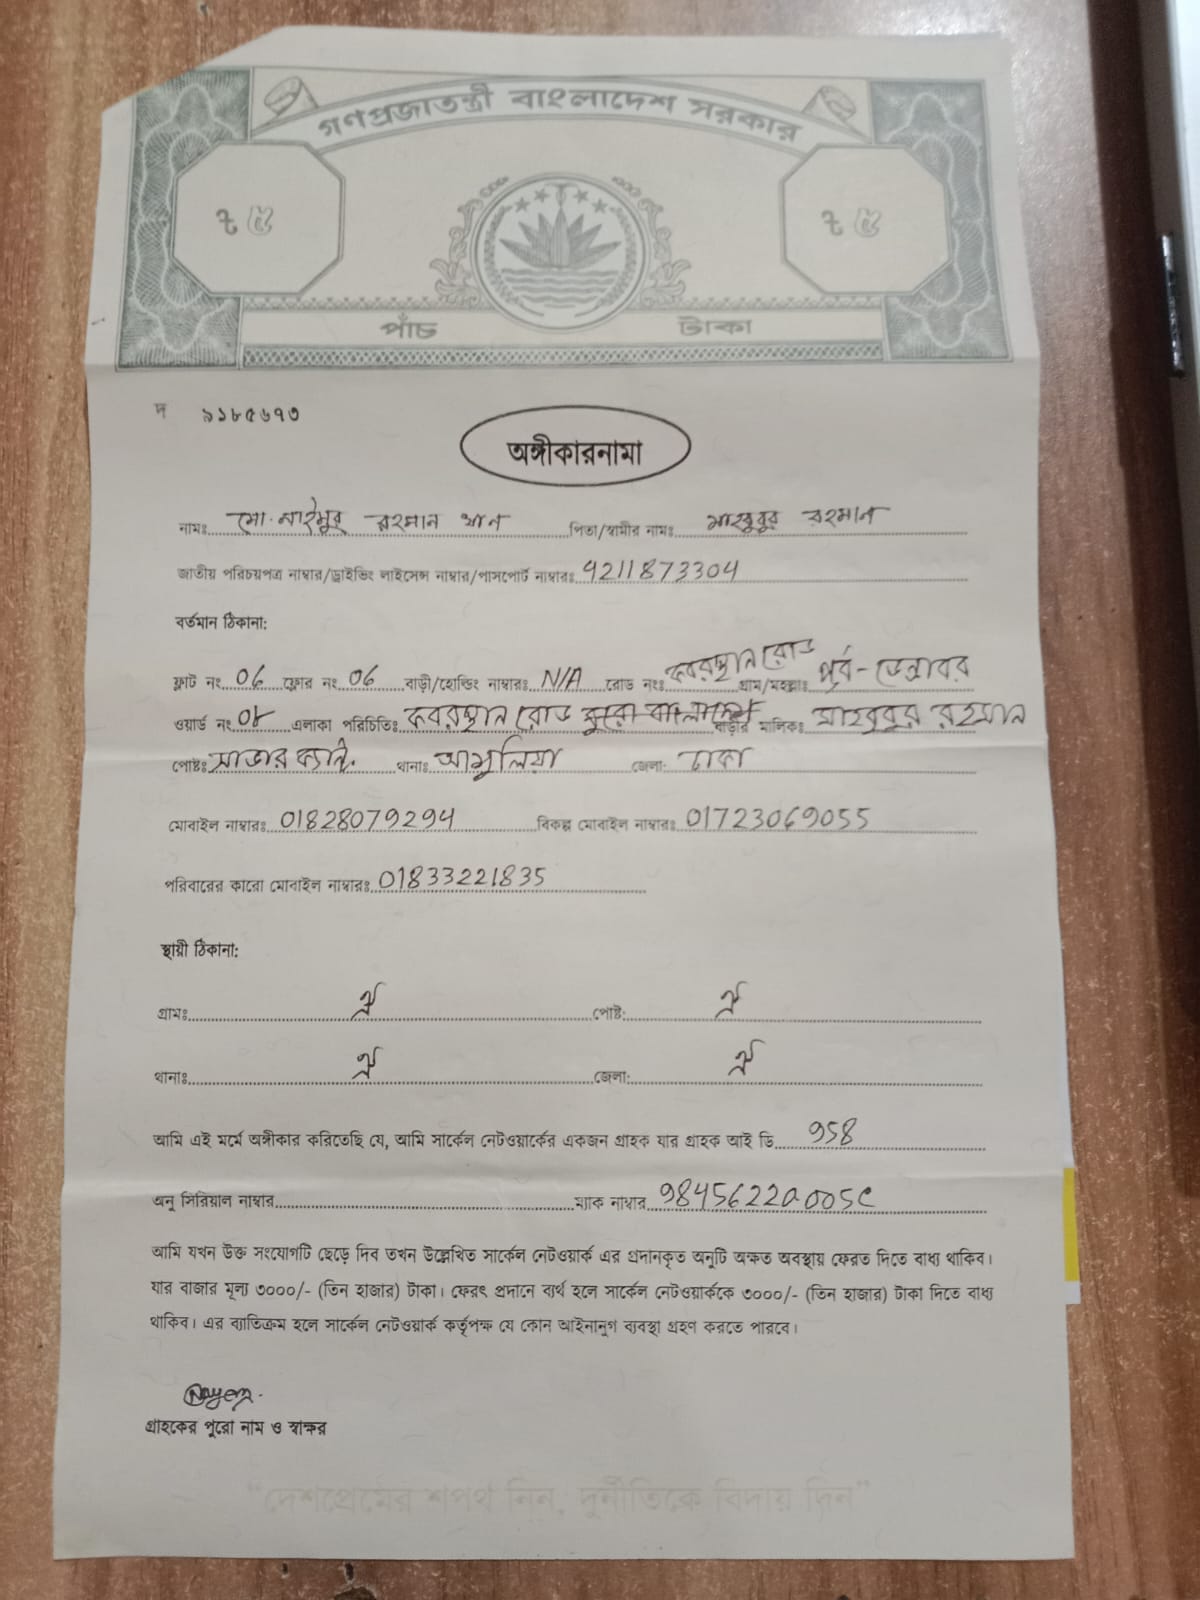 গণপ্রজাতন্ত্রী বাংলাদেশ সরকার
৳ ৫ ৳ ৫
পাঁচ টাকা
দ ৯১৮৫৬৭৩
অঙ্গীকারনামা
নামঃ মো. নাইমুর রহমান খান পিতা/স্বামীর নামঃ মাহবুবুর রহমান
জাতীয় পরিচয়পত্র নাম্বার/ড্রাইভিং লাইসেন্স নাম্বার/পাসপোর্ট নাম্বারঃ 4211873304
বর্তমান ঠিকানা:
ফ্লাট নং 06 ফ্লোর নং 06 বাড়ী/হোল্ডিং নাম্বারঃ N/A রোড নংঃ কবরস্থান রোড গ্রাম/মহল্লাঃ পূর্ব-ডেন্ডাবর
ওয়ার্ড নং 08 এলাকা পরিচিতিঃ কবরস্থান রোড বাড়ীর মালিকঃ মাহবুবুর রহমান
পোষ্টঃ সাভার ক্যান্ট. থানাঃ আশুলিয়া জেলা: ঢাকা
মোবাইল নাম্বারঃ 01828079294 বিকল্প মোবাইল নাম্বারঃ 01723069055
পরিবারের কারো মোবাইল নাম্বারঃ 01833221835
স্থায়ী ঠিকানা:
গ্রামঃ ঐ পোষ্ট: ঐ
থানাঃ ঐ জেলা: ঐ
আমি এই মর্মে অঙ্গীকার করিতেছি যে, আমি সার্কেল নেটওয়ার্কের একজন গ্রাহক যার গ্রাহক আই ডি 958
অনু সিরিয়াল নাম্বার ম্যাক নাম্বার 9845622a005c
আমি যখন উক্ত সংযোগটি ছেড়ে দিব তখন উল্লেখিত সার্কেল নেটওয়ার্ক এর প্রদানকৃত অনুটি অক্ষত অবস্থায় ফেরত দিতে বাধ্য থাকিব।
যার বাজার মূল্য ৩০০০/- (তিন হাজার) টাকা। ফেরৎ প্রদানে ব্যর্থ হলে সার্কেল নেটওয়ার্ককে ৩০০০/- (তিন হাজার) টাকা দিতে বাধ্য
থাকিব। এর ব্যাতিক্রম হলে সার্কেল নেটওয়ার্ক কর্তৃপক্ষ যে কোন আইনানুগ ব্যবস্থা গ্রহণ করতে পারবে।
গ্রাহকের পুরো নাম ও স্বাক্ষর
"দেশপ্রেমের শপথ নিন, দুর্নীতিকে বিদায় দিন"